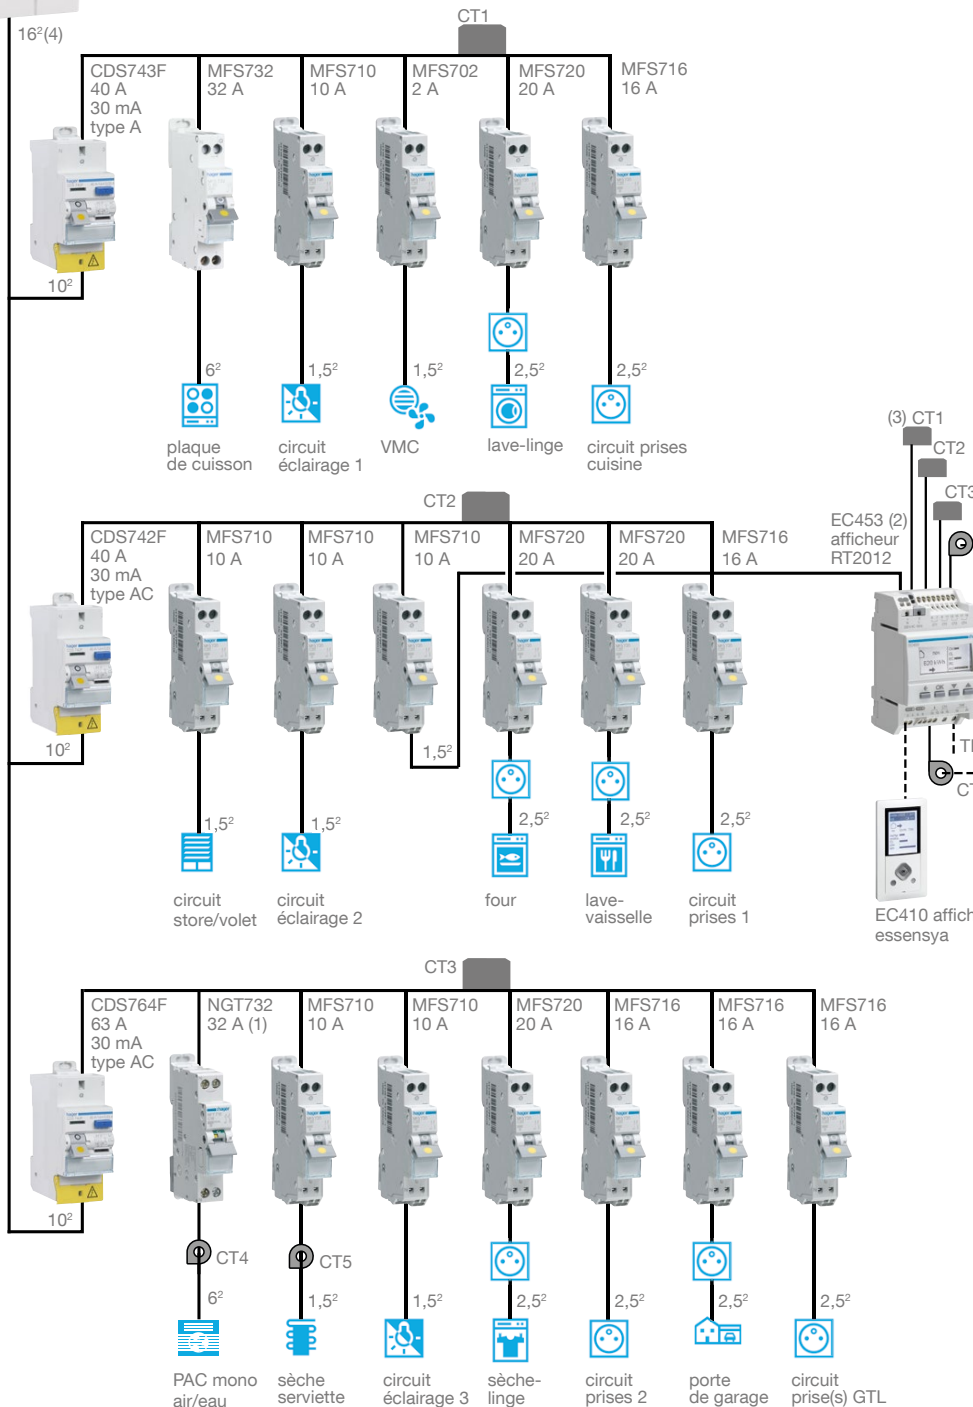 16²(4)
CT1
CDS743F
40 A
30 mA
type A
MFS732
32 A
MFS710
10 A
MFS702
2 A
MFS720
20 A
MFS716
16 A
10²
6²
1,5²
1,5²
2,5²
2,5²
plaque
de cuisson
circuit
éclairage 1
VMC
lave-linge
circuit prises
cuisine
(3) CT1
CT2
CT3
EC453 (2)
afficheur
RT2012
CT2
CDS742F
40 A
30 mA
type AC
MFS710
10 A
MFS710
10 A
MFS710
10 A
MFS720
20 A
MFS720
20 A
MFS716
16 A
10²
1,5²
1,5²
1,5²
2,5²
2,5²
2,5²
circuit
store/volet
circuit
éclairage 2
four
lave-
vaisselle
circuit
prises 1
CT
EC410 affich
essensya
CT3
CDS764F
63 A
30 mA
type AC
NGT732
32 A (1)
MFS710
10 A
MFS710
10 A
MFS720
20 A
MFS716
16 A
MFS716
16 A
MFS716
16 A
10²
CT4
CT5
6²
1,5²
1,5²
2,5²
2,5²
2,5²
2,5²
PAC mono
air/eau
sèche
serviette
circuit
éclairage 3
sèche-
linge
circuit
prises 2
porte
de garage
circuit
prise(s) GTL